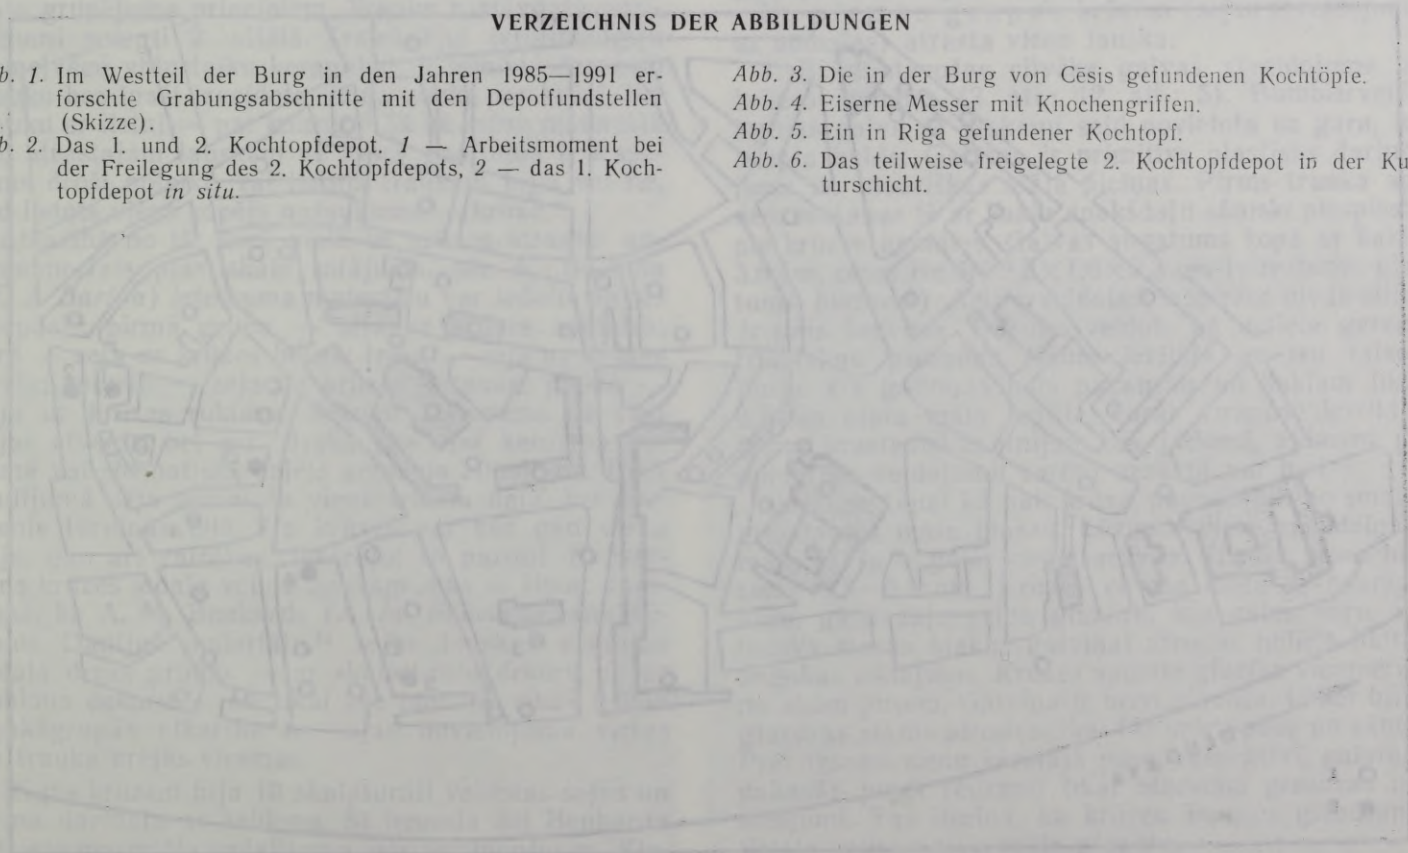 VERZEICHNIS DER ABBILDUNGEN
b. 1. Im Westteil der Burg in den Jahren 1985—1991 er-
forschte Grabungsabschnitte mit den Depotfundstellen
(Skizze).
b. 2. Das 1. und 2. Kochtopfdepot. 1 — Arbeitsmoment bei
der Freilegung des 2. Kochtopfdepots, 2 — das 1. Koch-
topfdepot in situ.
Abb. 3. Die in der Burg von Cēsis gefundenen Kochtöpfe.
Abb. 4. Eiserne Messer mit Knochengriffen.
Abb. 5. Ein in Riga gefundener Kochtopf.
Abb. 6. Das teilweise freigelegte 2. Kochtopfdepot in der Ku
turschicht.